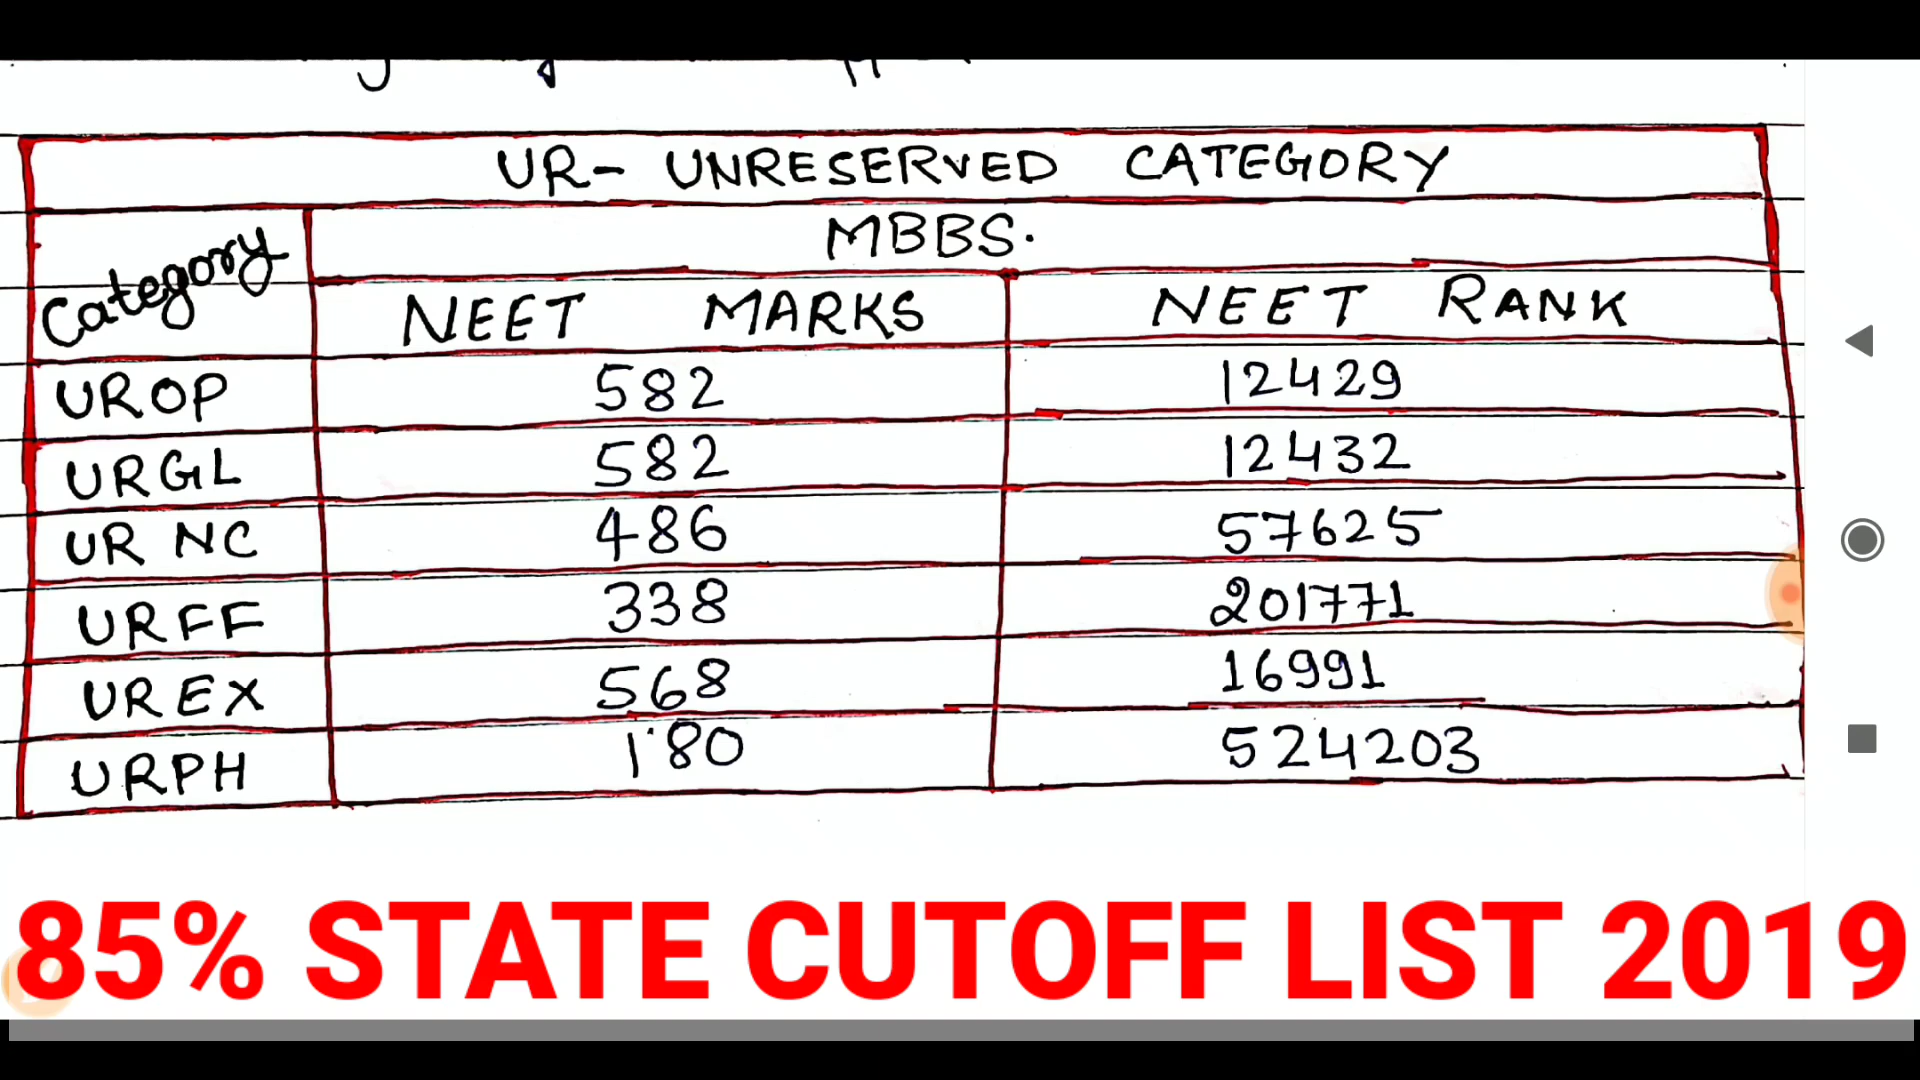 UR- UNRESERVED CATEGORY
Category
MBBS.
NEET MARKS NEET RANK
UROP 582 12429
URGL 582 12432
UR NC 486 57625
URFF 338 201771
UREX 568 16991
URPH 180 524203
85% STATE CUTOFF LIST 2019